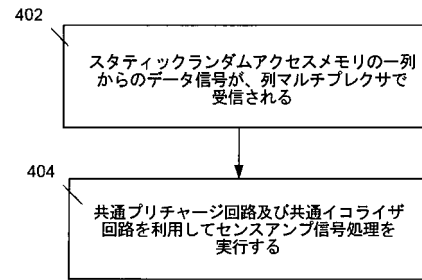 402
スタティックランダムアクセスメモリの一列
からのデータ信号が、列マルチプレクサで
受信される
404
共通プリチャージ回路及び共通イコライザ
回路を利用してセンスアンプ信号処理を
実行する